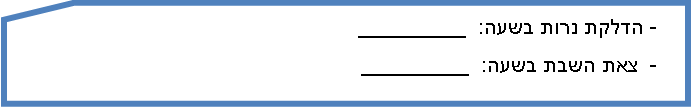 - הדלקת נרות בשעה: __________
- צאת השבת בשעה: __________